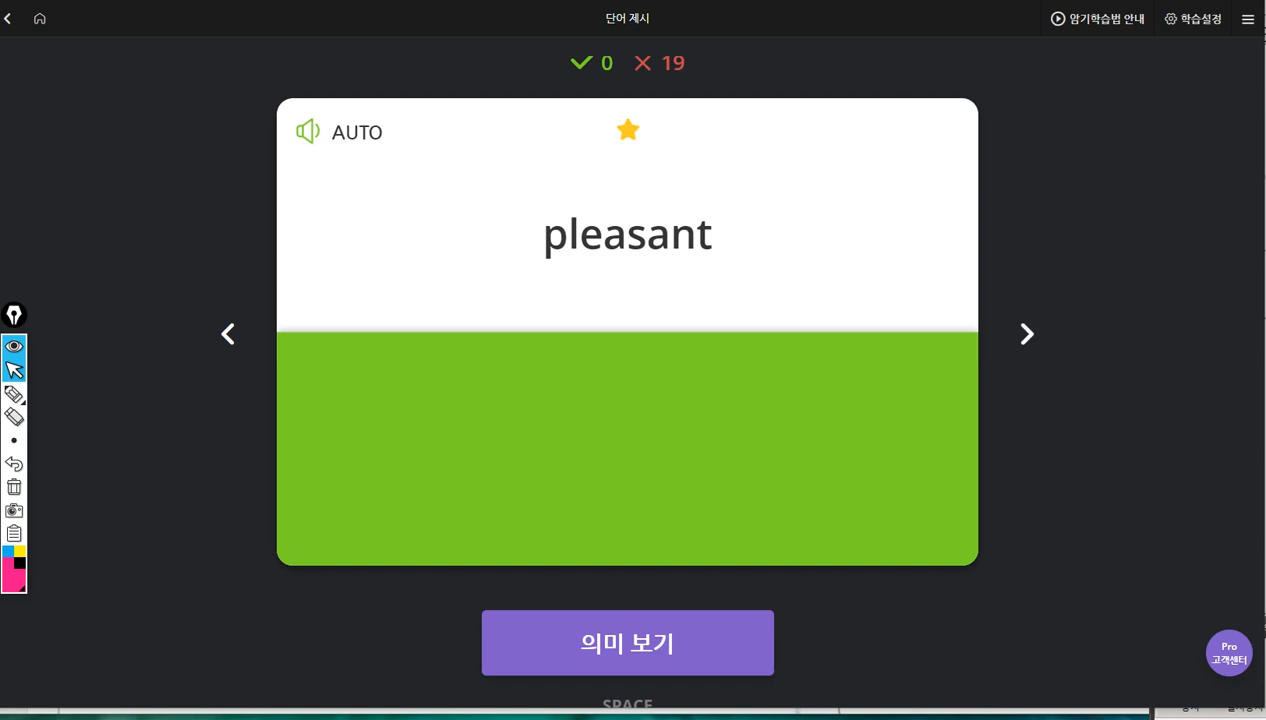 단어 제시
암기학습법 안내
학습설정
0
19
AUTO
pleasant
의미 보기
SPACE
Pro
고객센터